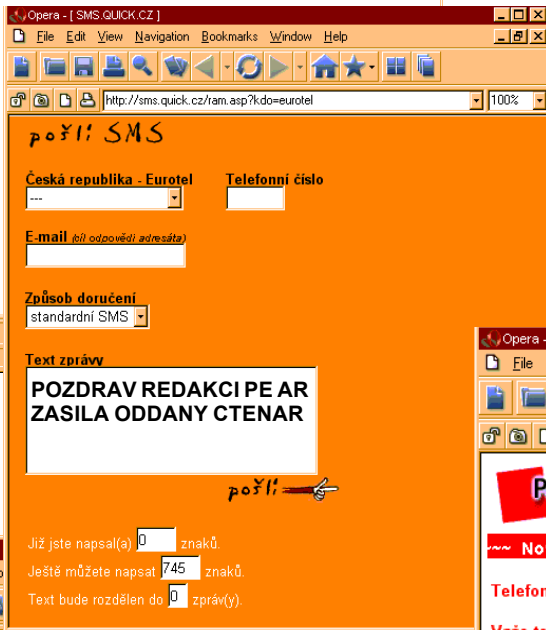 Opera - [ SMS.QUICK.CZ ]
File Edit View Navigation Bookmarks Window Help
http://sms.quick.cz/ram.asp?kdo=eurotel 100%
pošli SMS
Česká republika - Eurotel Telefonní číslo
---
E-mail (cíl odpovědi adresáta)
Způsob doručení
standardní SMS
Text zprávy
POZDRAV REDAKCI PE AR
ZASILA ODDANY CTENAR
pošli
Již jste napsal(a) 0 znaků.
Ještě můžete napsat 745 znaků.
Text bude rozdělen do 0 zpráv(y).
Opera -
File
P
~~ No
Telefon